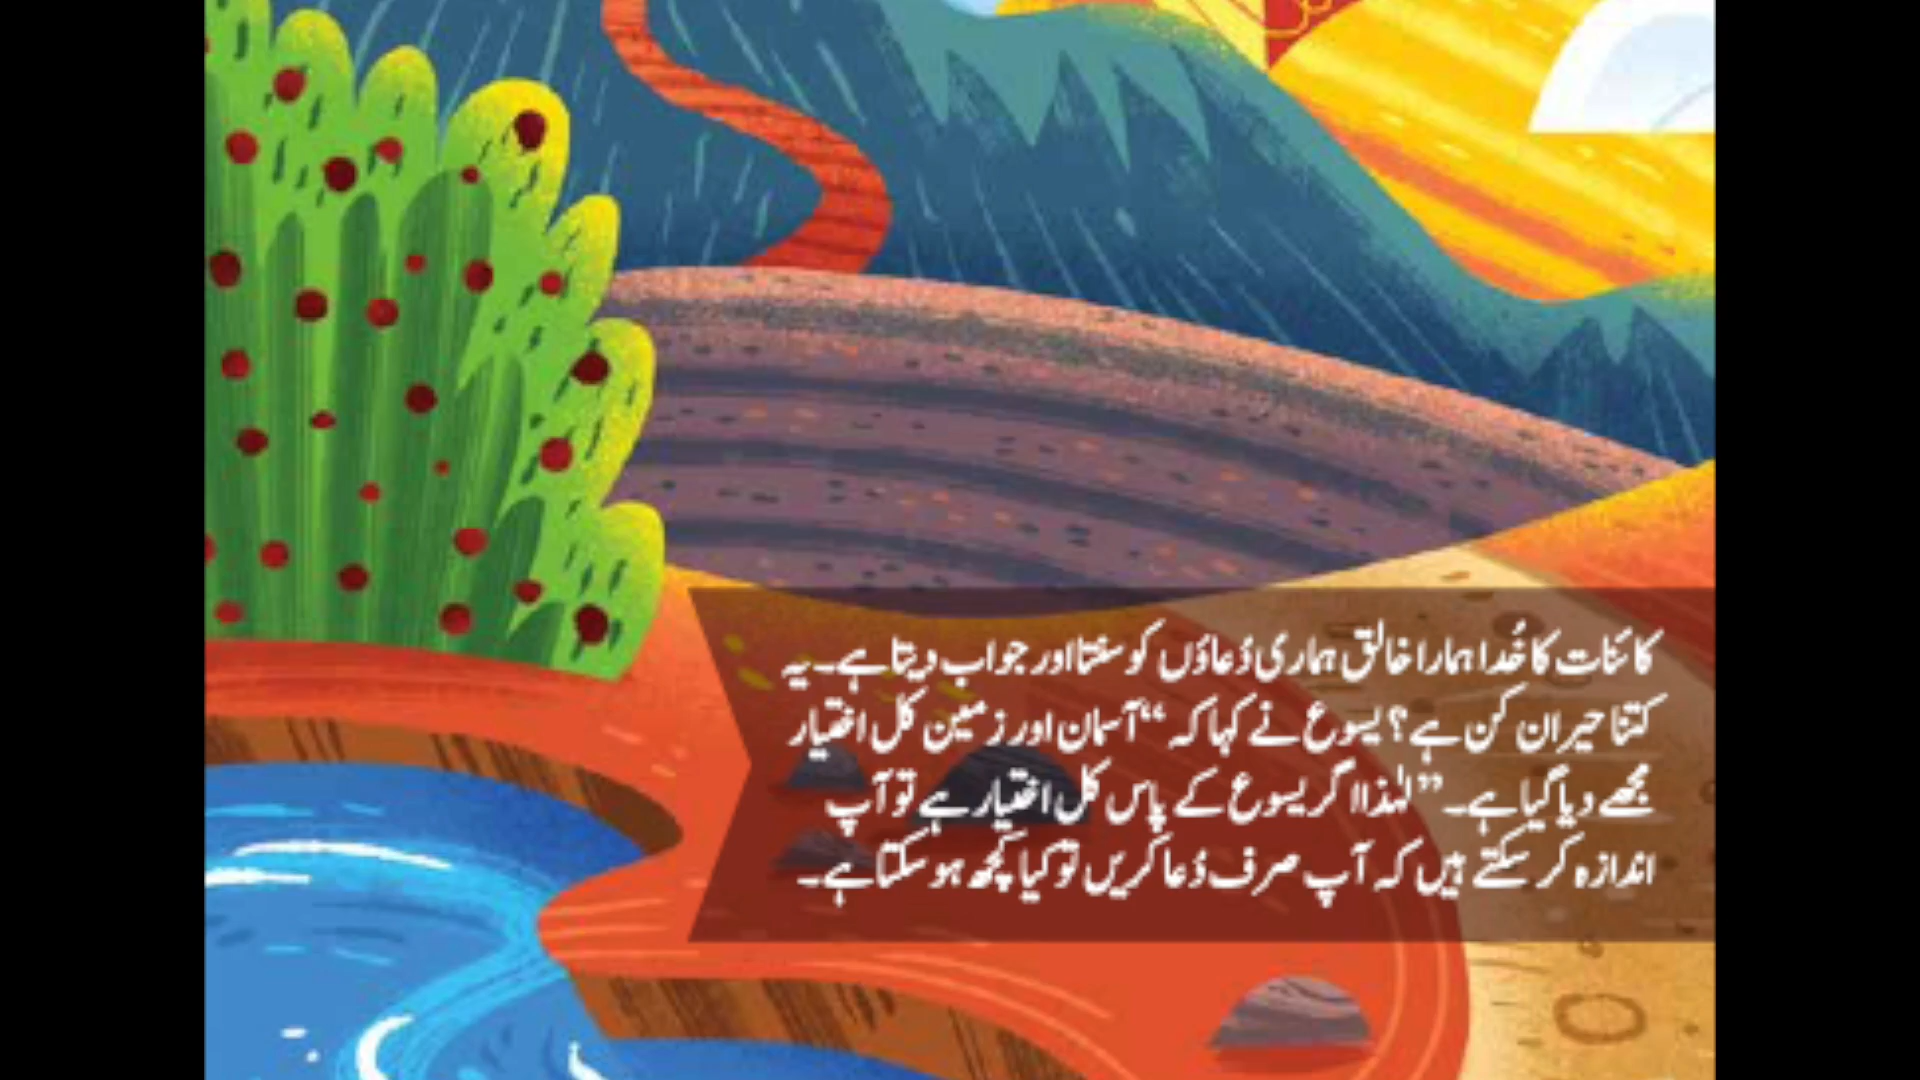 کائنات کا خُدا ہمارا خالق ہماری دُعاؤں کو سنتا اور جواب دیتا ہے۔ یہ
کتنا حیران کن ہے؟ یسوع نے کہا کہ “آسمان اور زمین کل اختیار
مجھے دیا گیا ہے۔” لہٰذا اگر یسوع کے پاس کل اختیار ہے تو آپ
اندازہ کر سکتے ہیں کہ آپ صرف دُعا کریں تو کیا کچھ ہو سکتا ہے۔